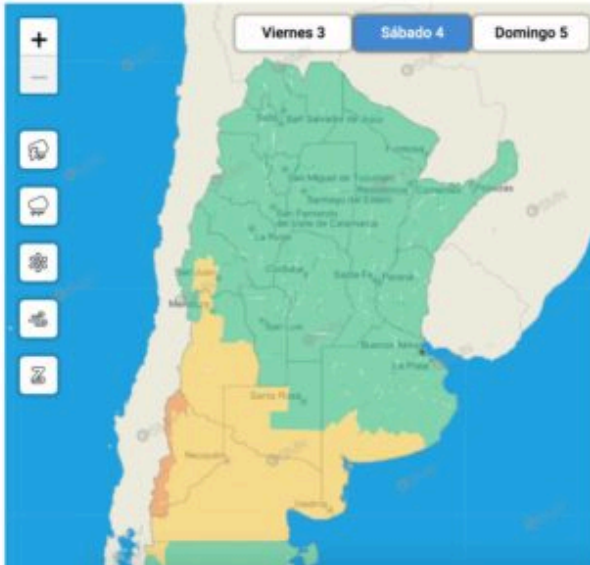 Viernes 3
Sábado 4
Domingo 5
+
−
Salta
San Salvador de Jujuy
Formosa
San Miguel de Tucumán
Resistencia
Corrientes
Posadas
Santiago del Estero
San Fernando
del Valle de Catamarca
La Rioja
San Juan
Córdoba
Santa Fe
Paraná
Mendoza
San Luis
Buenos Aires
La Plata
Santa Rosa
Neuquén
Viedma